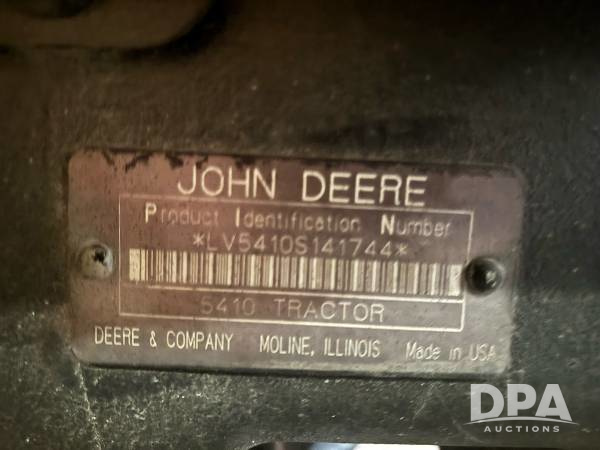 JOHN DEERE
Product Identification Number
*LV5410S141744*
5410 TRACTOR
DEERE & COMPANY MOLINE, ILLINOIS Made in USA
DPA
AUCTIONS